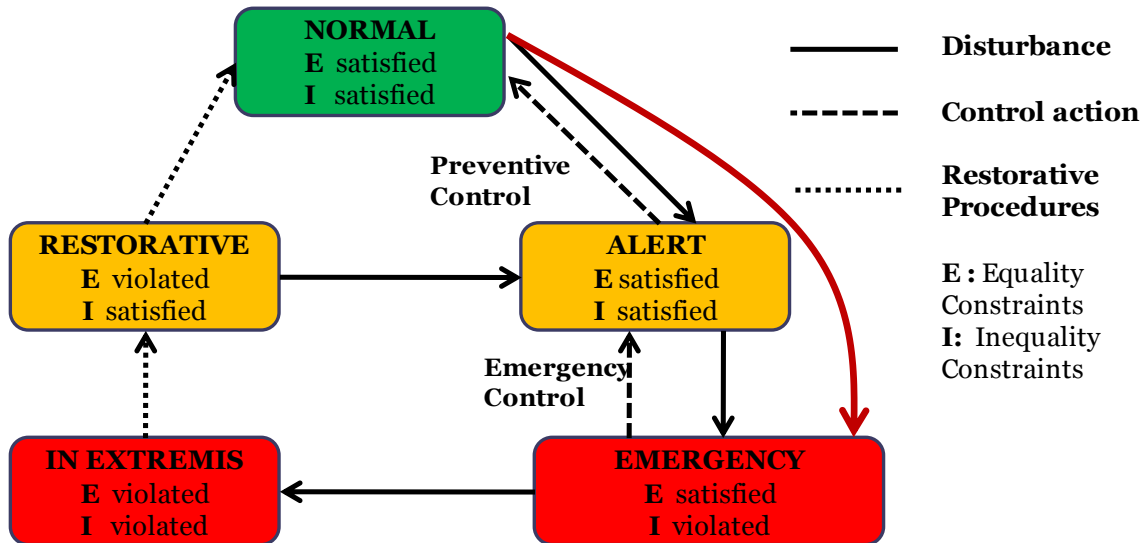 NORMAL
E satisfied
I satisfied
Disturbance
Control action
Restorative
Procedures
E : Equality
Constraints
I: Inequality
Constraints
Preventive
Control
RESTORATIVE
E violated
I satisfied
ALERT
E satisfied
I satisfied
Emergency
Control
IN EXTREMIS
E violated
I violated
EMERGENCY
E satisfied
I violated